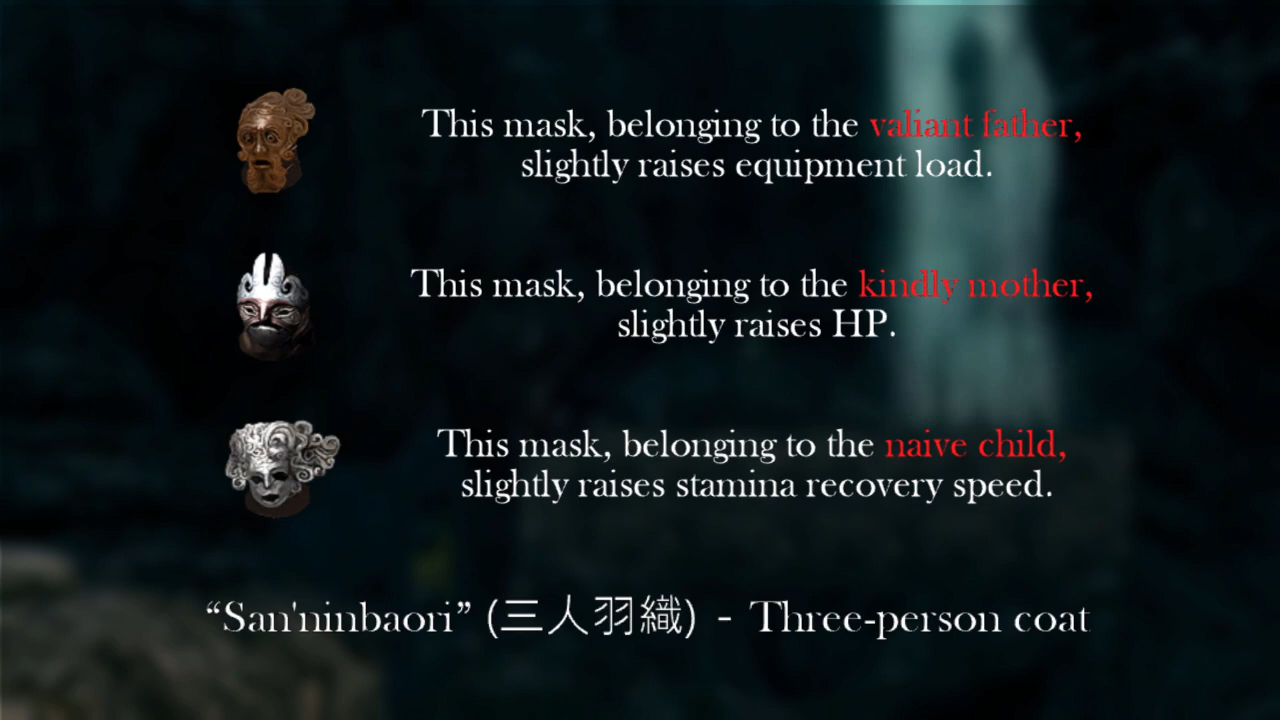 This mask, belonging to the valiant father,
slightly raises equipment load.
This mask, belonging to the kindly mother,
slightly raises HP.
This mask, belonging to the naive child,
slightly raises stamina recovery speed.
“San'ninbaori” (三人羽織) - Three-person coat